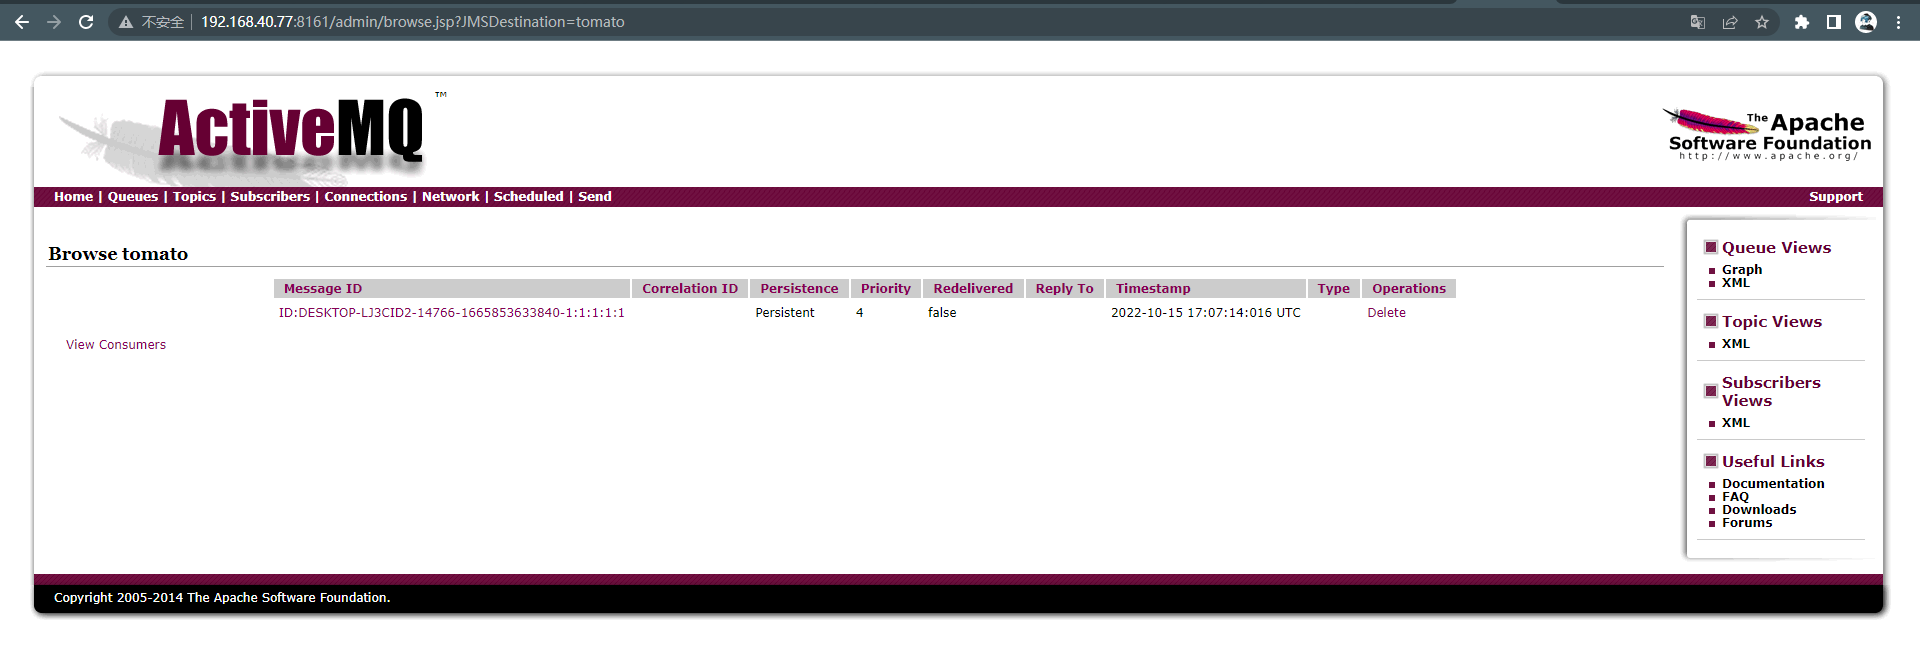 不安全 192.168.40.77:8161/admin/browse.jsp?JMSDestination=tomato
ActiveMQ ™
The Apache
Software Foundation
http://www.apache.org/
Home | Queues | Topics | Subscribers | Connections | Network | Scheduled | Send
Support
Browse tomato
Message ID Correlation ID Persistence Priority Redelivered Reply To Timestamp Type Operations
ID:DESKTOP-LJ3CID2-14766-1665853633840-1:1:1:1:1 Persistent 4 false 2022-10-15 17:07:14:016 UTC Delete
View Consumers
Queue Views
Graph
XML
Topic Views
XML
Subscribers
Views
XML
Useful Links
Documentation
FAQ
Downloads
Forums
Copyright 2005-2014 The Apache Software Foundation.